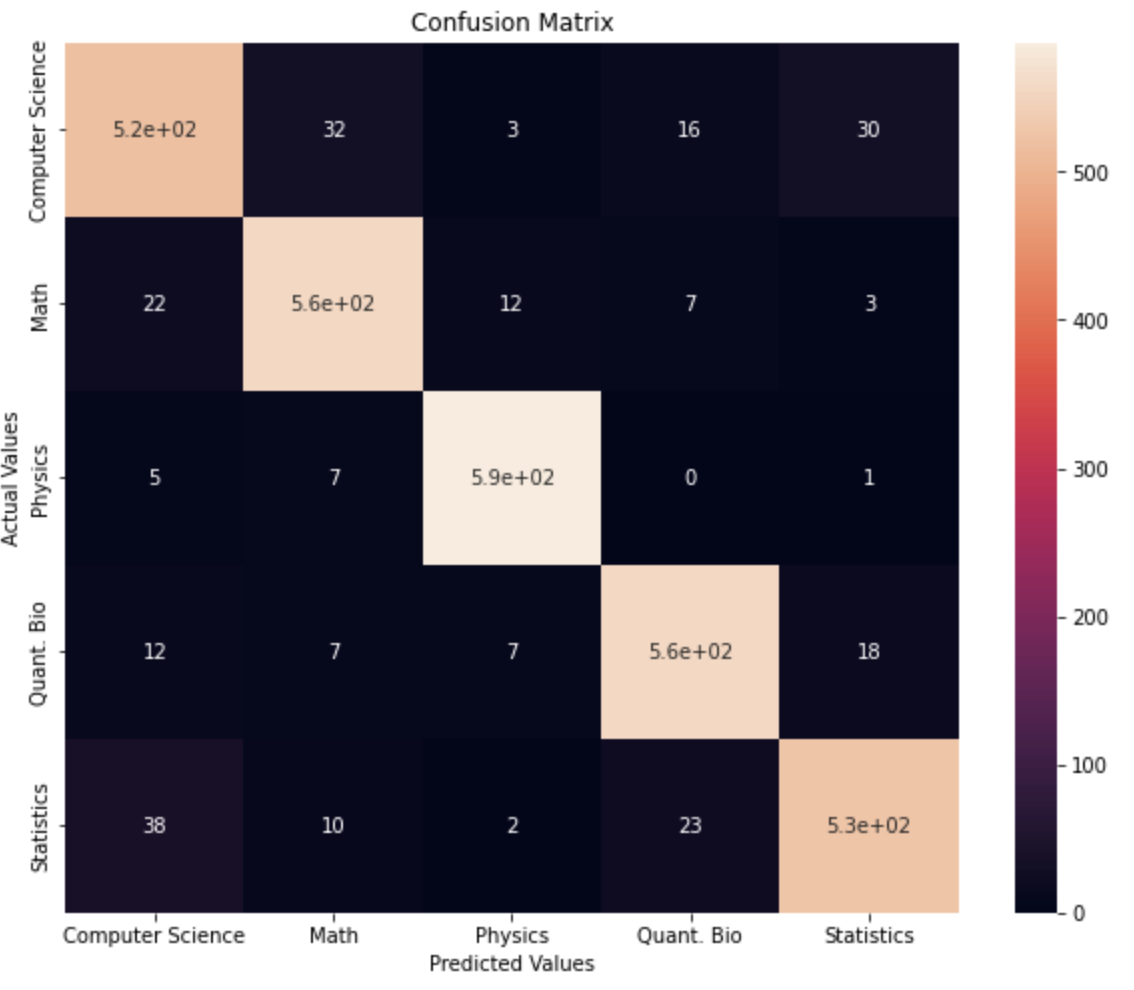 Confusion Matrix
Computer Science
5.2e+02 32 3 16 30
Math
22 5.6e+02 12 7 3
Physics
5 7 5.9e+02 0 1
Quant. Bio
12 7 7 5.6e+02 18
Statistics
38 10 2 23 5.3e+02
Actual Values
Computer Science Math Physics Quant. Bio Statistics
Predicted Values
500
400
300
200
100
0